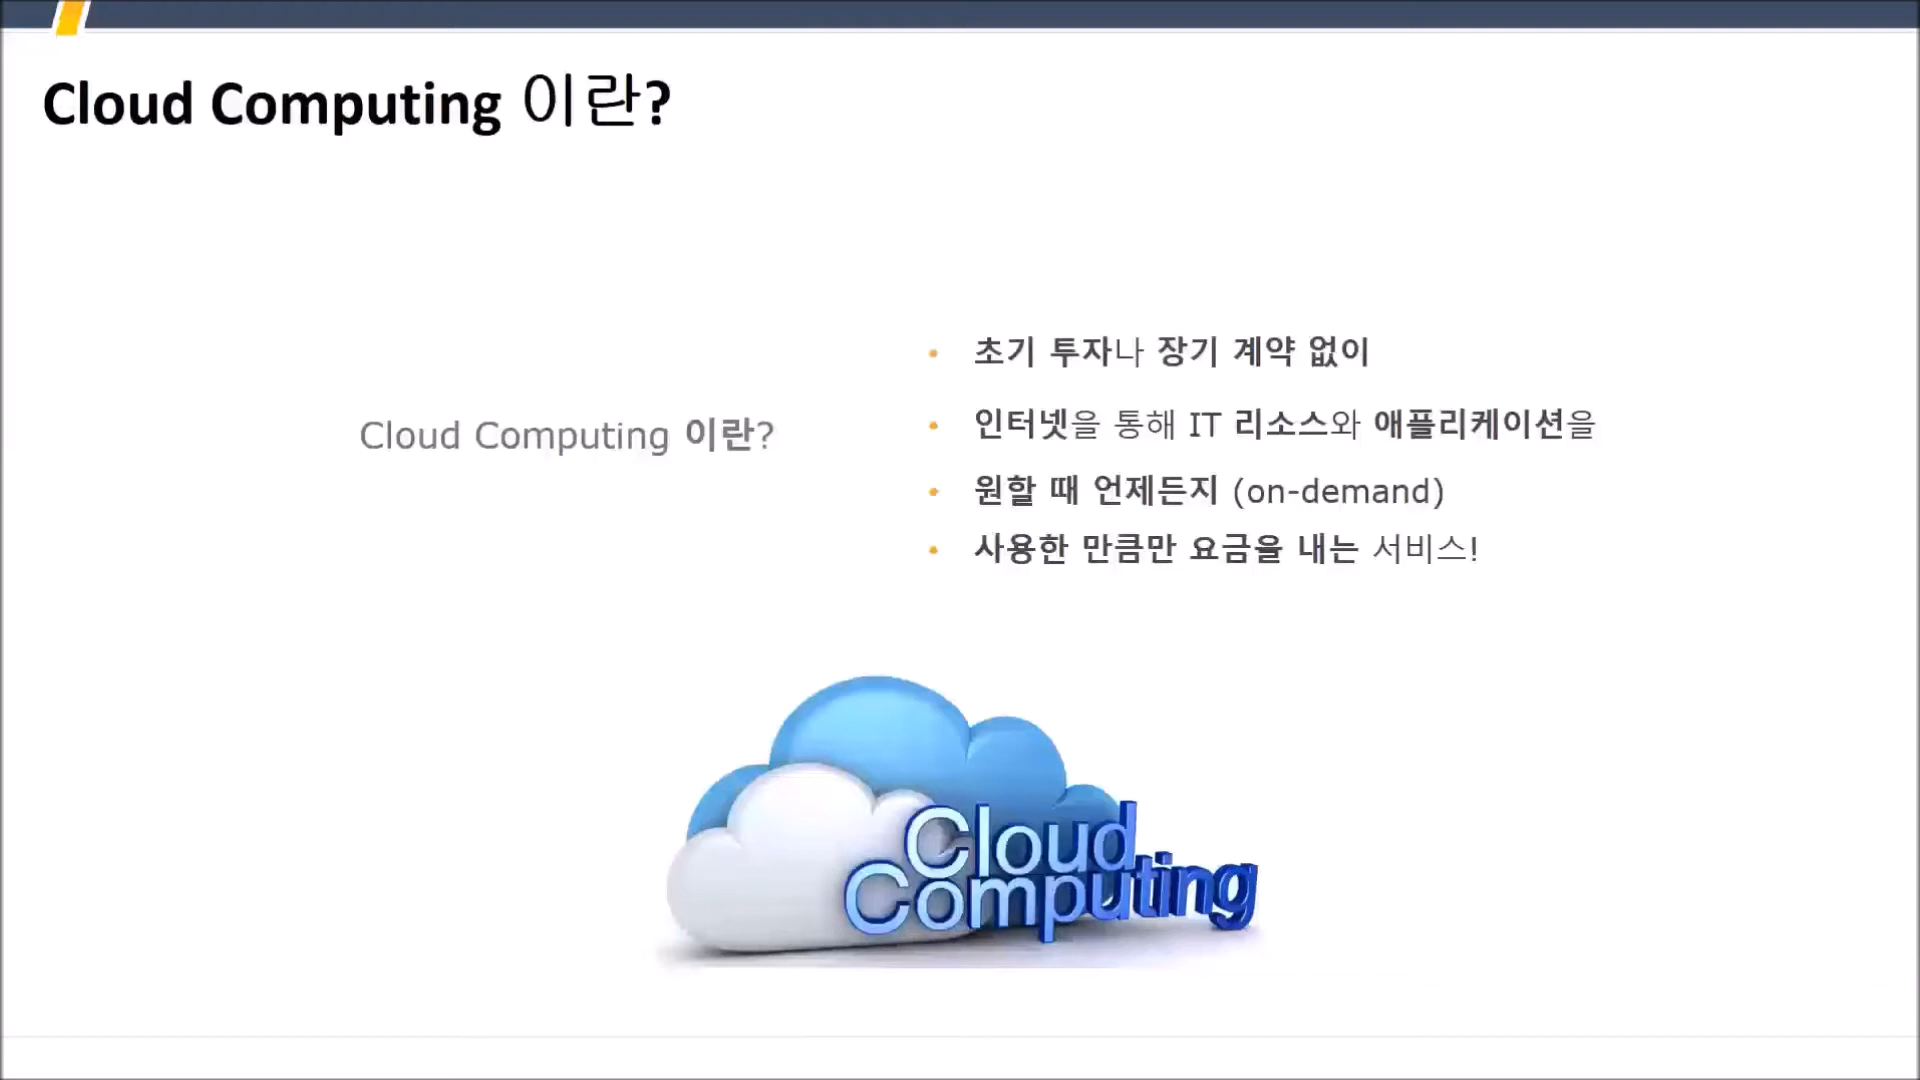 Cloud Computing 이란?
Cloud Computing 이란?
• 초기 투자나 장기 계약 없이
• 인터넷을 통해 IT 리소스와 애플리케이션을
• 원할 때 언제든지 (on-demand)
• 사용한 만큼만 요금을 내는 서비스!
Cloud
Computing